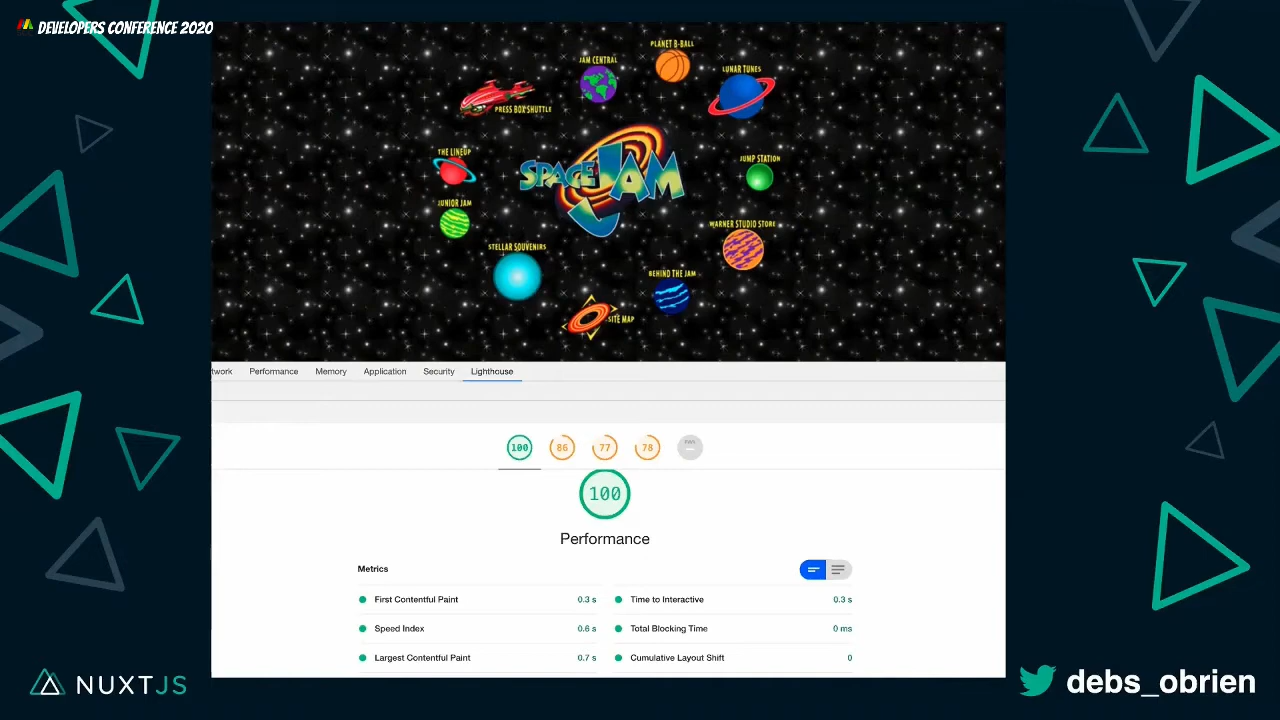 DEVELOPERS CONFERENCE 2020
PLANET B-BALL
JAM CENTRAL
LUNAR TUNES
PRESS BOX SHUTTLE
THE LINEUP
SPACE JAM
JUMP STATION
JUNIOR JAM
WARNER STUDIO STORE
STELLAR SOUVENIRS
BEHIND THE JAM
SITE MAP
twork Performance Memory Application Security Lighthouse
100 86 77 78
100
Performance
Metrics
First Contentful Paint 0.3 s Time to Interactive 0.3 s
Speed Index 0.6 s Total Blocking Time 0 ms
Largest Contentful Paint 0.7 s Cumulative Layout Shift 0
NUXTJS
debs_obrien